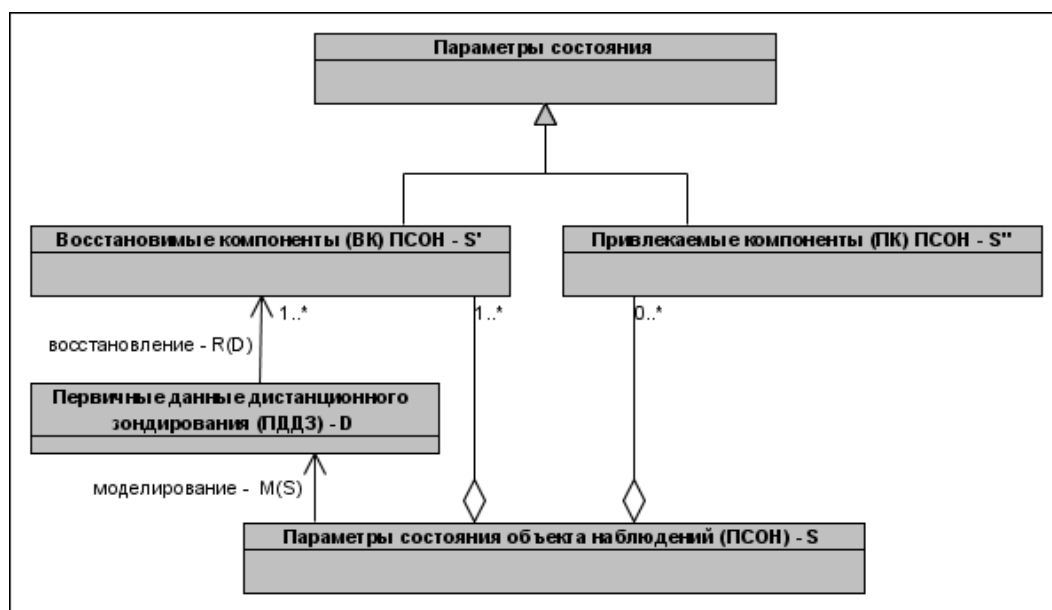 Параметры состояния
Восстановимые компоненты (ВК) ПСОН - S'
Привлекаемые компоненты (ПК) ПСОН - S"
1..*
1..*
0..*
восстановление - R(D)
Первичные данные дистанционного
зондирования (ПДДЗ) - D
моделирование - M(S)
Параметры состояния объекта наблюдений (ПСОН) - S